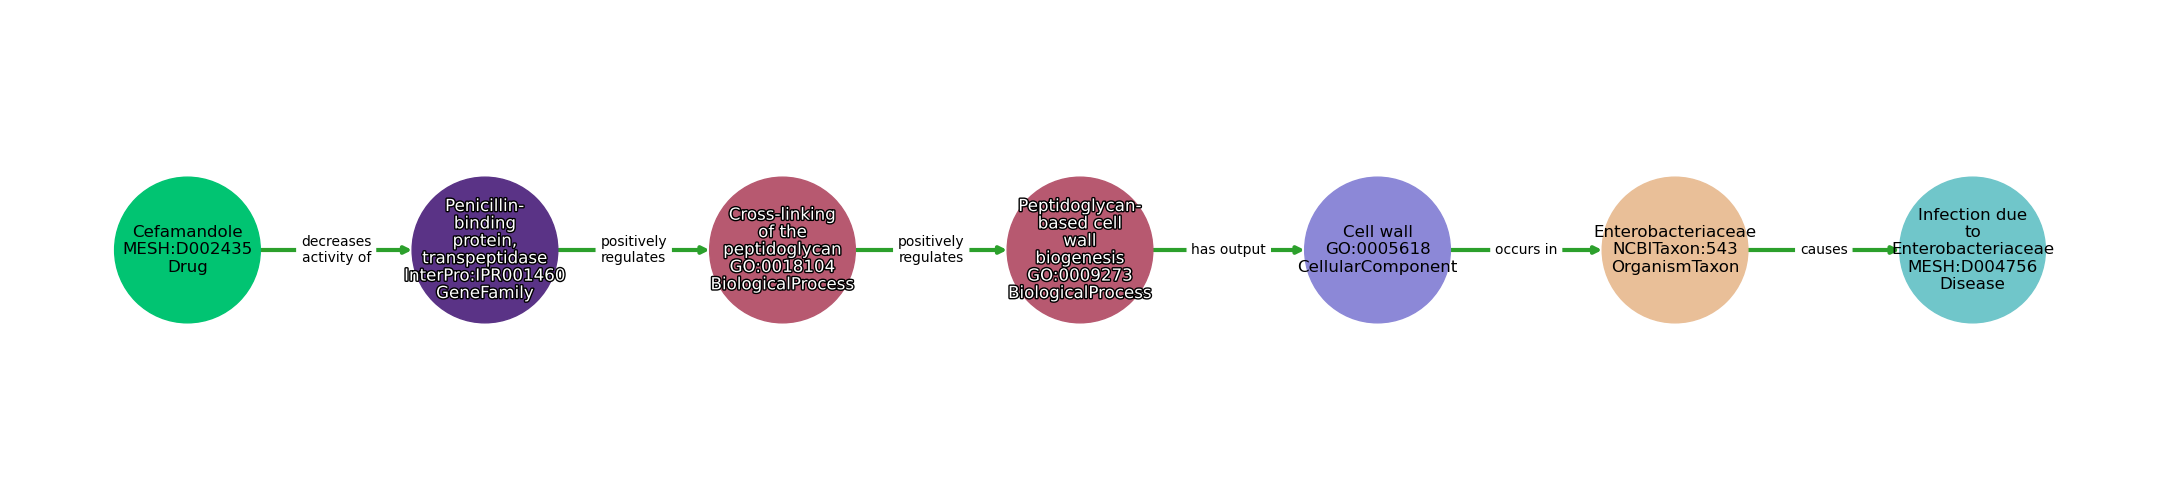 Cefamandole
MESH:D002435
Drug
decreases
activity of
Penicillin-
binding
protein,
transpeptidase
InterPro:IPR001460
GeneFamily
positively
regulates
Cross-linking
of the
peptidoglycan
GO:0018104
BiologicalProcess
positively
regulates
Peptidoglycan-
based cell
wall
biogenesis
GO:0009273
BiologicalProcess
has output
Cell wall
GO:0005618
CellularComponent
occurs in
Enterobacteriaceae
NCBITaxon:543
OrganismTaxon
causes
Infection due
to
Enterobacteriaceae
MESH:D004756
Disease